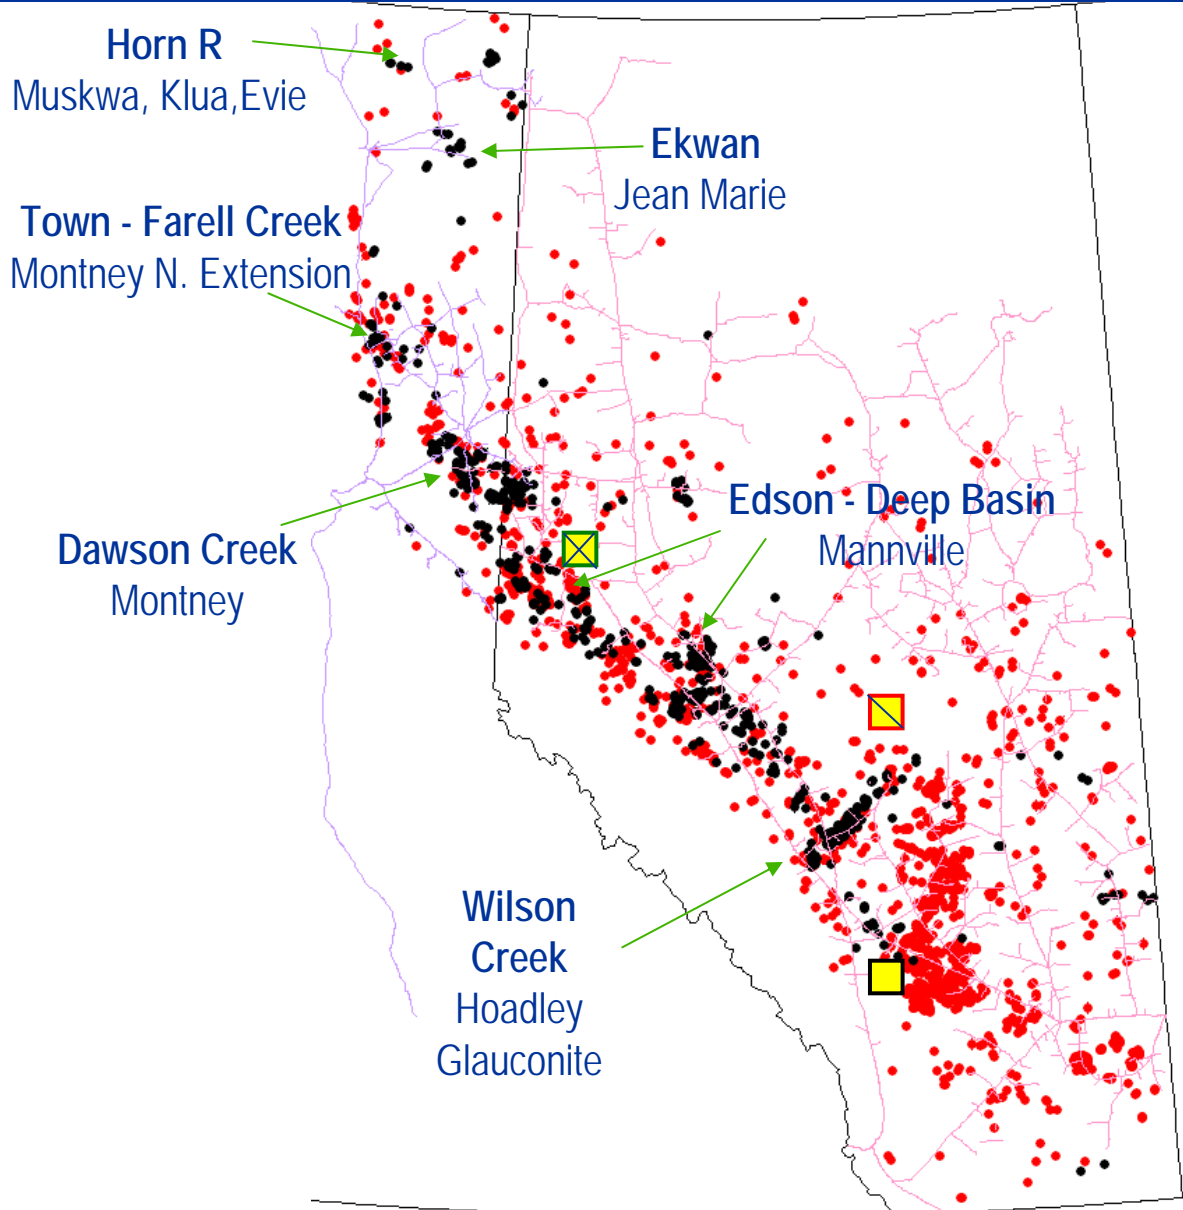 Horn R
Muskwa, Klua,Evie
Ekwan
Jean Marie
Town - Farell Creek
Montney N. Extension
Edson - Deep Basin
Mannville
Dawson Creek
Montney
Wilson
Creek
Hoadley
Glauconite